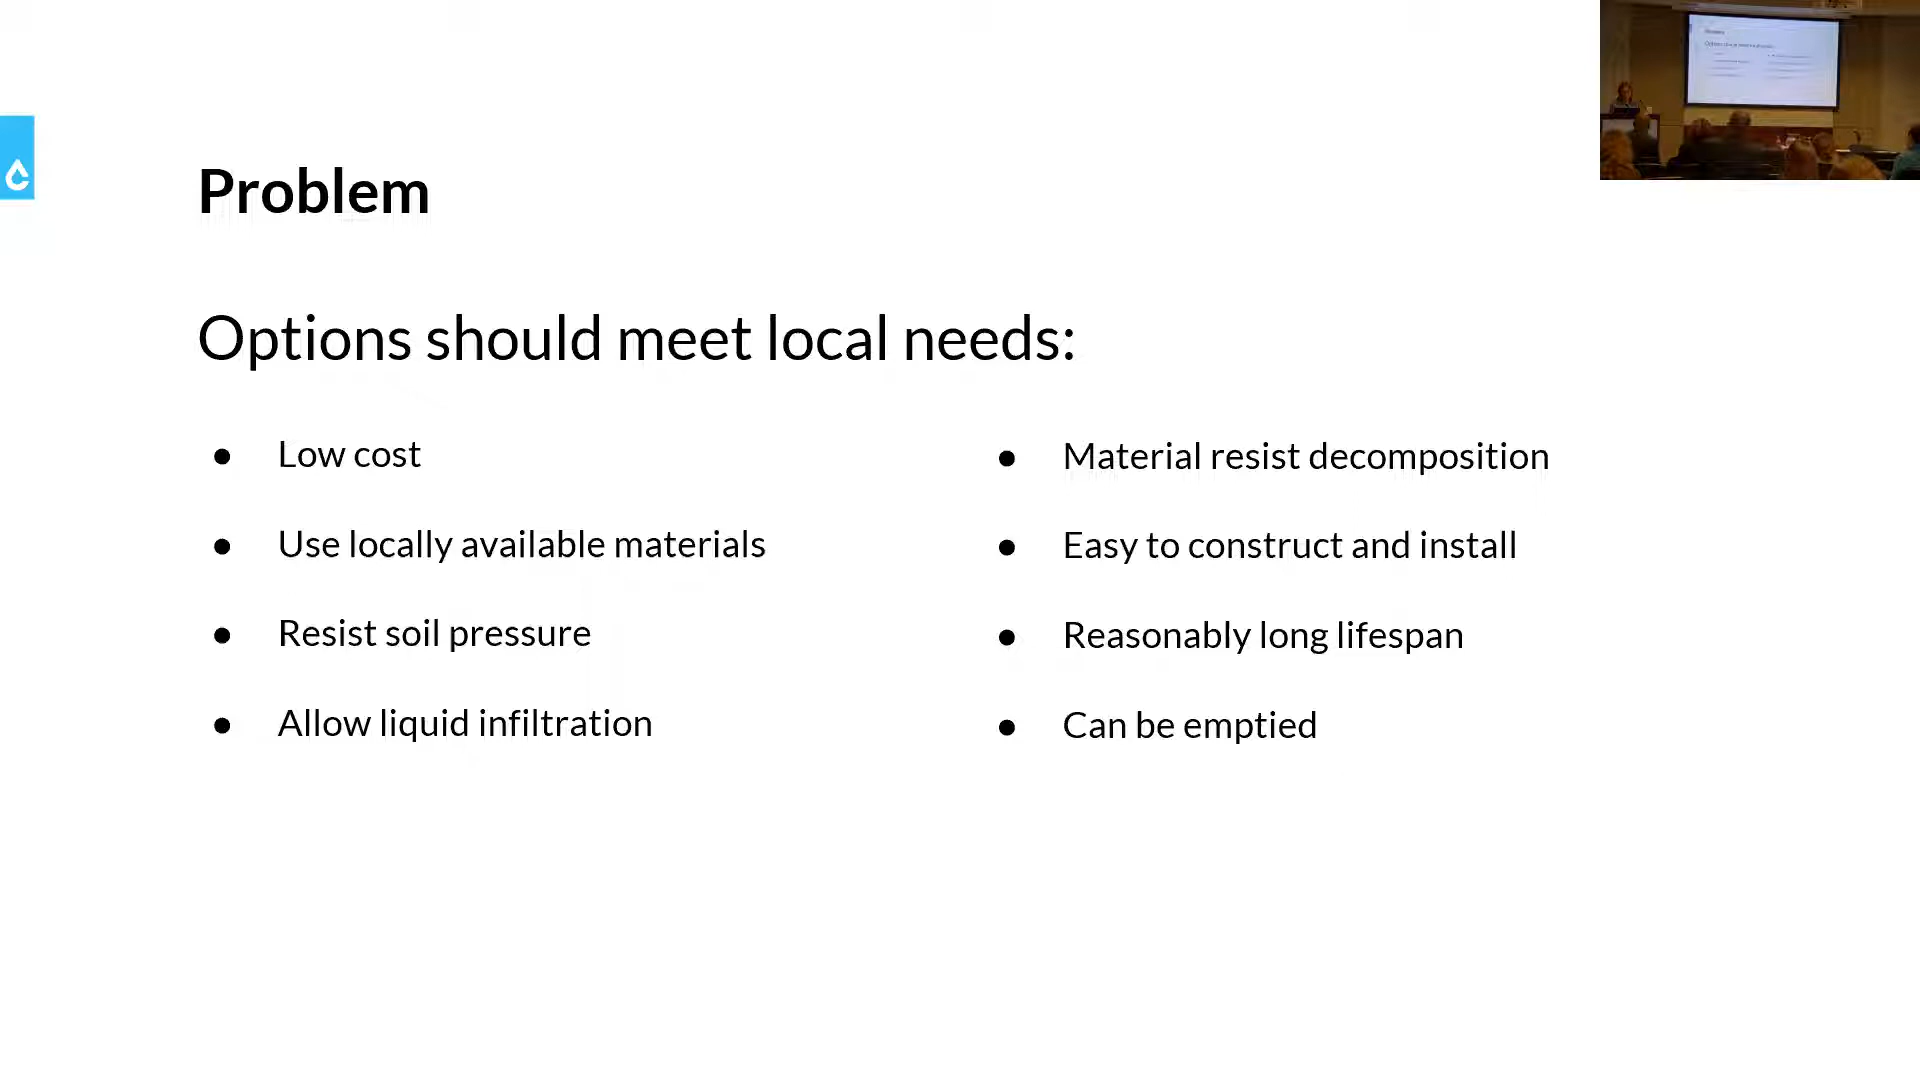 Problem
Options should meet local needs:
● Low cost
● Use locally available materials
● Resist soil pressure
● Allow liquid infiltration
● Material resist decomposition
● Easy to construct and install
● Reasonably long lifespan
● Can be emptied